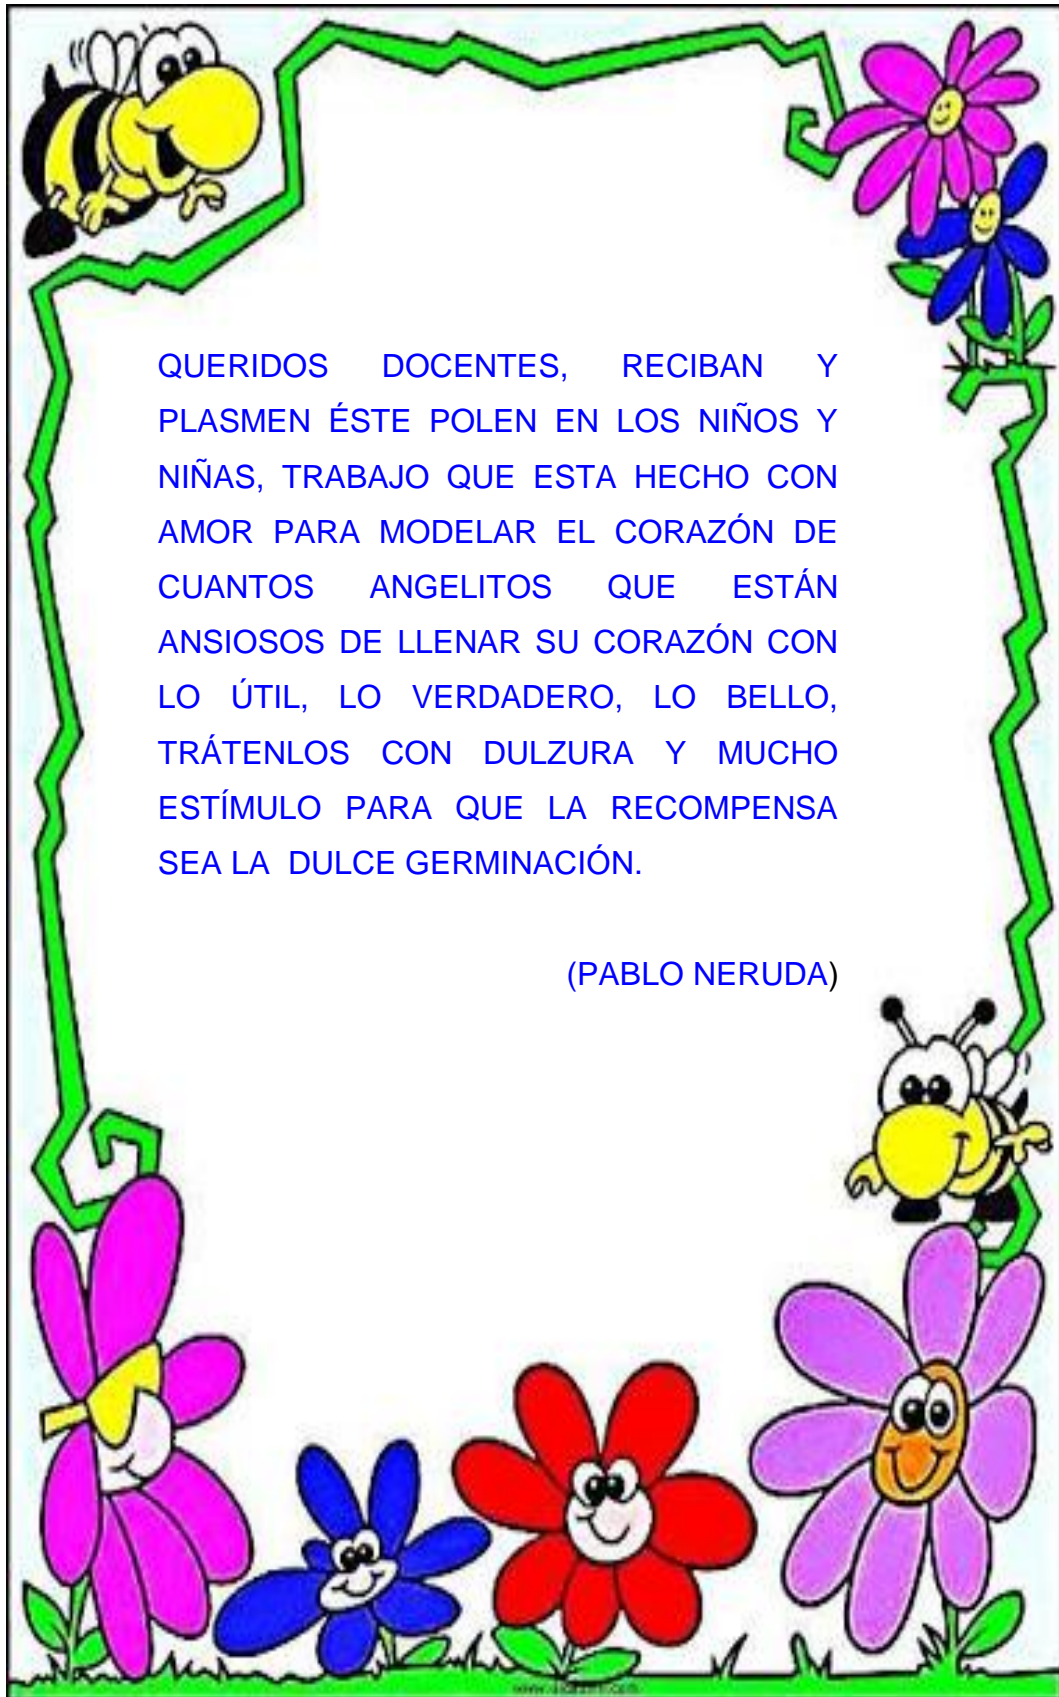 QUERIDOS DOCENTES, RECIBAN Y
PLASMEN ÉSTE POLEN EN LOS NIÑOS Y
NIÑAS, TRABAJO QUE ESTA HECHO CON
AMOR PARA MODELAR EL CORAZÓN DE
CUANTOS ANGELITOS QUE ESTÁN
ANSIOSOS DE LLENAR SU CORAZÓN CON
LO ÚTIL, LO VERDADERO, LO BELLO,
TRÁTENLOS CON DULZURA Y MUCHO
ESTÍMULO PARA QUE LA RECOMPENSA
SEA LA DULCE GERMINACIÓN.
(PABLO NERUDA)